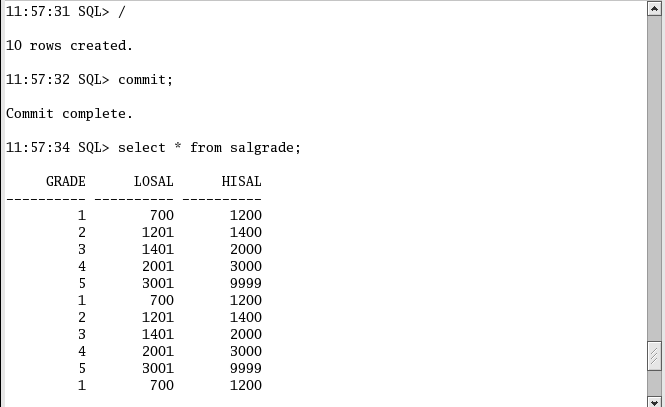 11:57:31 SQL> /
10 rows created.
11:57:32 SQL> commit;
Commit complete.
11:57:34 SQL> select * from salgrade;
GRADE LOSAL HISAL
---------- ---------- ----------
1 700 1200
2 1201 1400
3 1401 2000
4 2001 3000
5 3001 9999
1 700 1200
2 1201 1400
3 1401 2000
4 2001 3000
5 3001 9999
1 700 1200